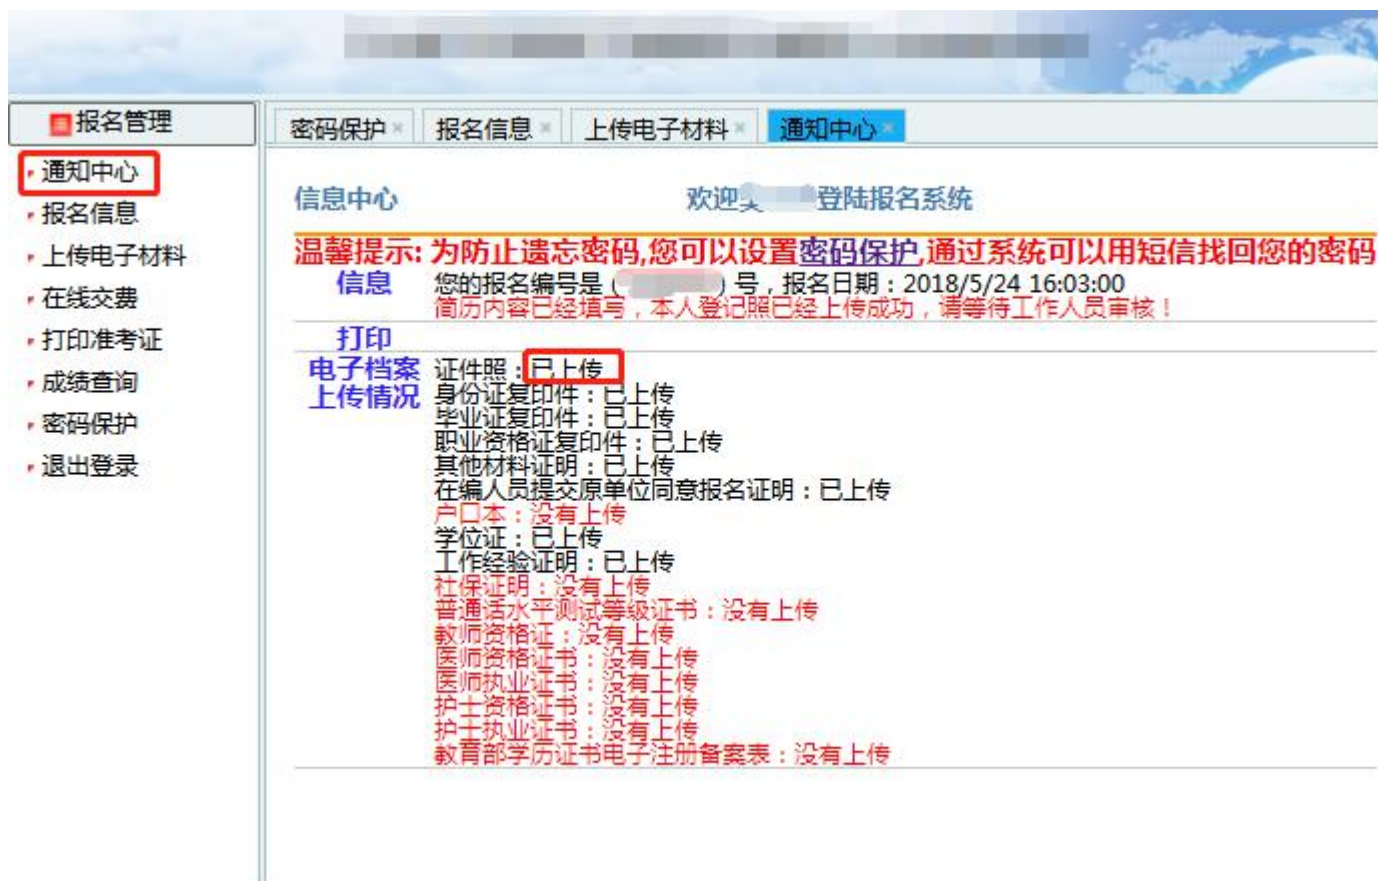 报名管理
通知中心
报名信息
上传电子材料
在线交费
打印准考证
成绩查询
密码保护
退出登录
密码保护× 报名信息× 上传电子材料× 通知中心×
信息中心 欢迎 登陆报名系统
温馨提示: 为防止遗忘密码,您可以设置密码保护,通过系统可以用短信找回您的密码
信息 您的报名编号是 ( ) 号，报名日期：2018/5/24 16:03:00
简历内容已经填写，本人登记照已经上传成功，请等待工作人员审核！
打印
电子档案
上传情况
证件照：已上传
身份证复印件：已上传
毕业证复印件：已上传
职业资格证复印件：已上传
其他材料证明：已上传
在编人员提交原单位同意报名证明：已上传
户口本：没有上传
学位证：已上传
工作经验证明：已上传
社保证明：没有上传
普通话水平测试等级证书：没有上传
教师资格证：没有上传
医师资格证书：没有上传
医师执业证书：没有上传
护士资格证书：没有上传
护士执业证书：没有上传
教育部学历证书电子注册备案表：没有上传